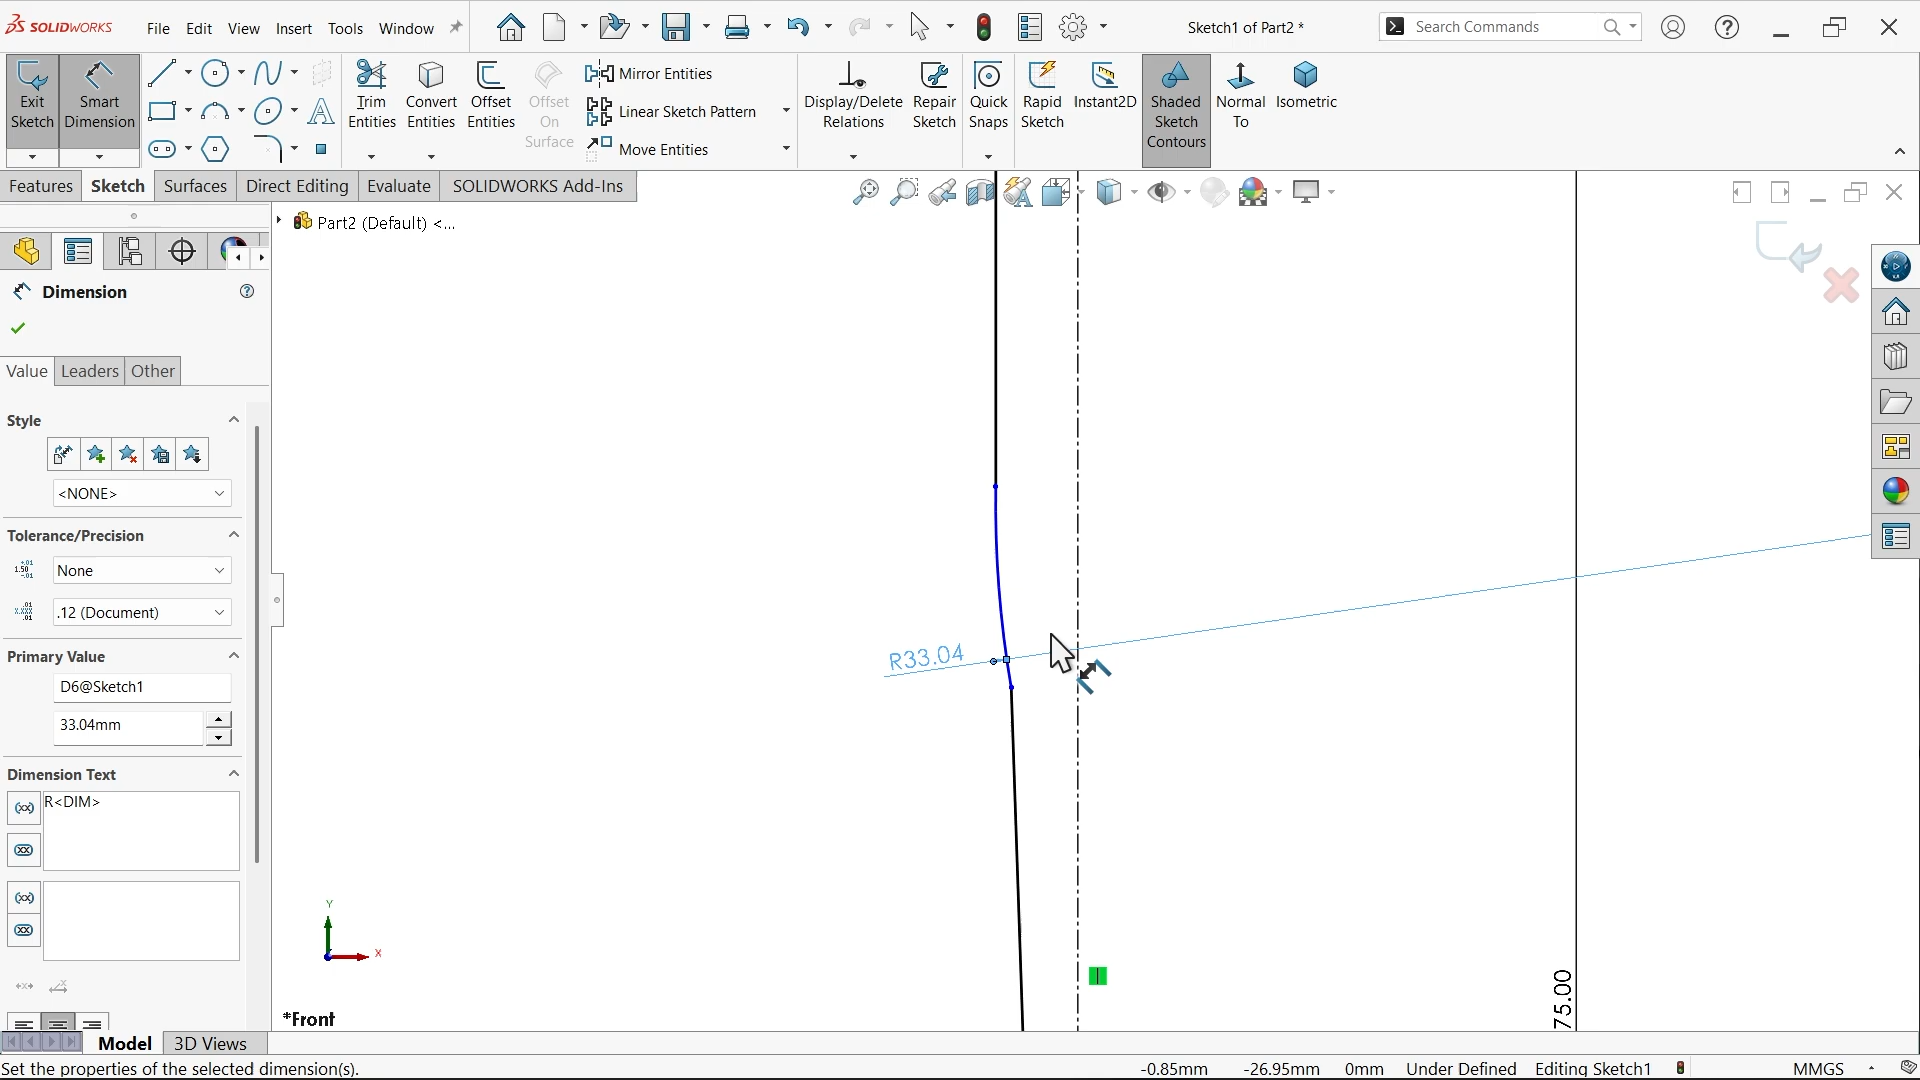 SOLIDWORKS File Edit View Insert Tools Window Sketch1 of Part2 * Search Commands
Exit Sketch
Smart Dimension
Trim Entities
Convert Entities
Offset Entities
Offset On Surface
Mirror Entities
Linear Sketch Pattern
Move Entities
Display/Delete Relations
Repair Sketch
Quick Snaps
Rapid Sketch
Instant2D
Shaded Sketch Contours
Normal To
Isometric
Features Sketch Surfaces Direct Editing Evaluate SOLIDWORKS Add-Ins
Part2 (Default) <...
Dimension
Value Leaders Other
Style
<NONE>
Tolerance/Precision
None
.12 (Document)
Primary Value
D6@Sketch1
33.04mm
Dimension Text
R<DIM>
R33.04
75.00
Y
X
*Front
Model 3D Views
Set the properties of the selected dimension(s). -0.85mm -26.95mm 0mm Under Defined Editing Sketch1 MMGS